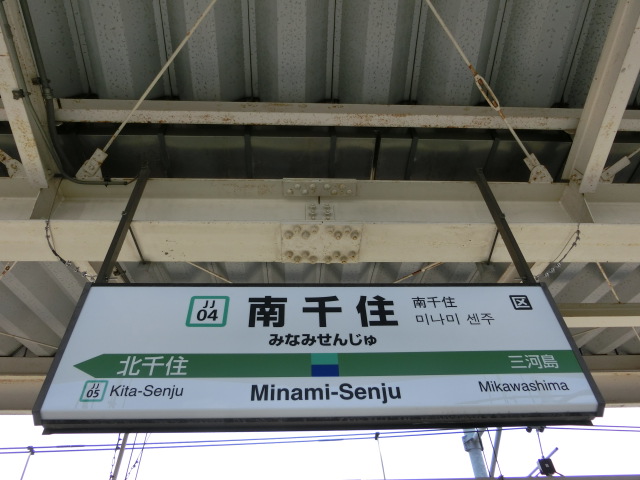 JJ
04
南千住
南千住
미나미 센주
区
みなみせんじゅ
北千住
三河島
JJ
05
Kita-Senju
Minami-Senju
Mikawashima